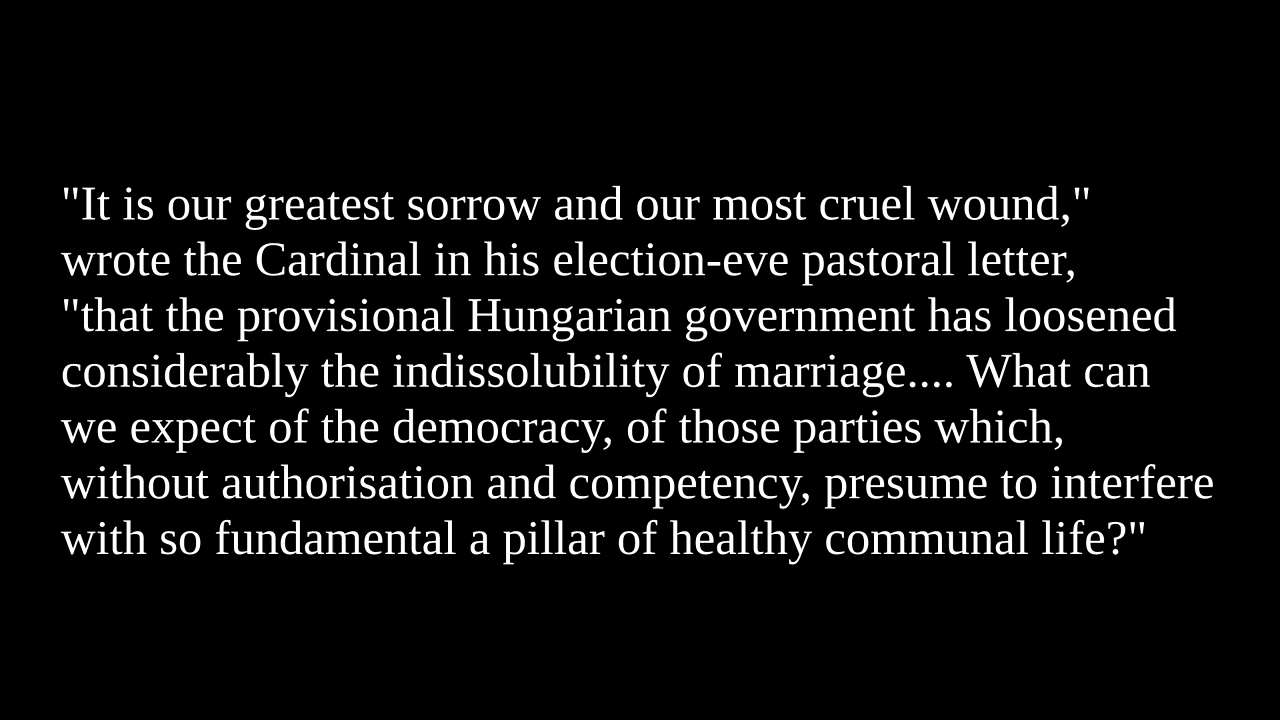 "It is our greatest sorrow and our most cruel wound,"
wrote the Cardinal in his election-eve pastoral letter,
"that the provisional Hungarian government has loosened
considerably the indissolubility of marriage.... What can
we expect of the democracy, of those parties which,
without authorisation and competency, presume to interfere
with so fundamental a pillar of healthy communal life?"